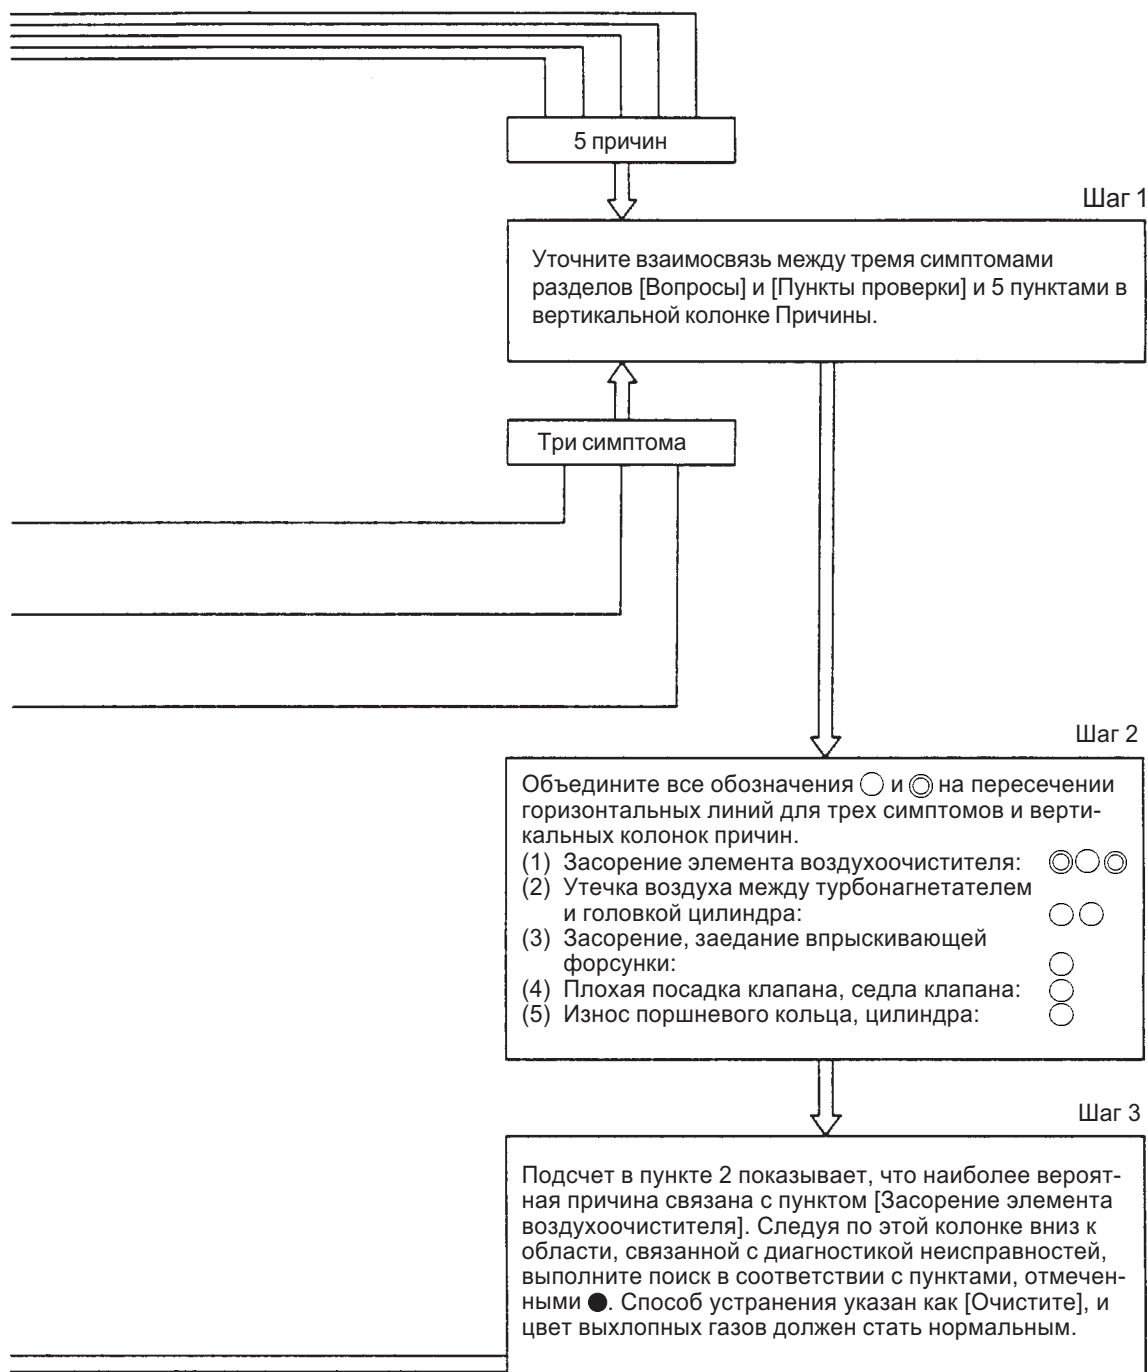 5 причин
Шаг 1
Уточните взаимосвязь между тремя симптомами
разделов [Вопросы] и [Пункты проверки] и 5 пунктами в
вертикальной колонке Причины.
Три симптома
Шаг 2
Объедините все обозначения ○ и ◎ на пересечении
горизонтальных линий для трех симптомов и верти-
кальных колонок причин.
(1) Засорение элемента воздухоочистителя: ◎○◎
(2) Утечка воздуха между турбонагнетателем
и головкой цилиндра: ○○
(3) Засорение, заедание впрыскивающей
форсунки: ○
(4) Плохая посадка клапана, седла клапана: ○
(5) Износ поршневого кольца, цилиндра: ○
Шаг 3
Подсчет в пункте 2 показывает, что наиболее вероят-
ная причина связана с пунктом [Засорение элемента
воздухоочистителя]. Следуя по этой колонке вниз к
области, связанной с диагностикой неисправностей,
выполните поиск в соответствии с пунктами, отмечен-
ными ●. Способ устранения указан как [Очистите], и
цвет выхлопных газов должен стать нормальным.